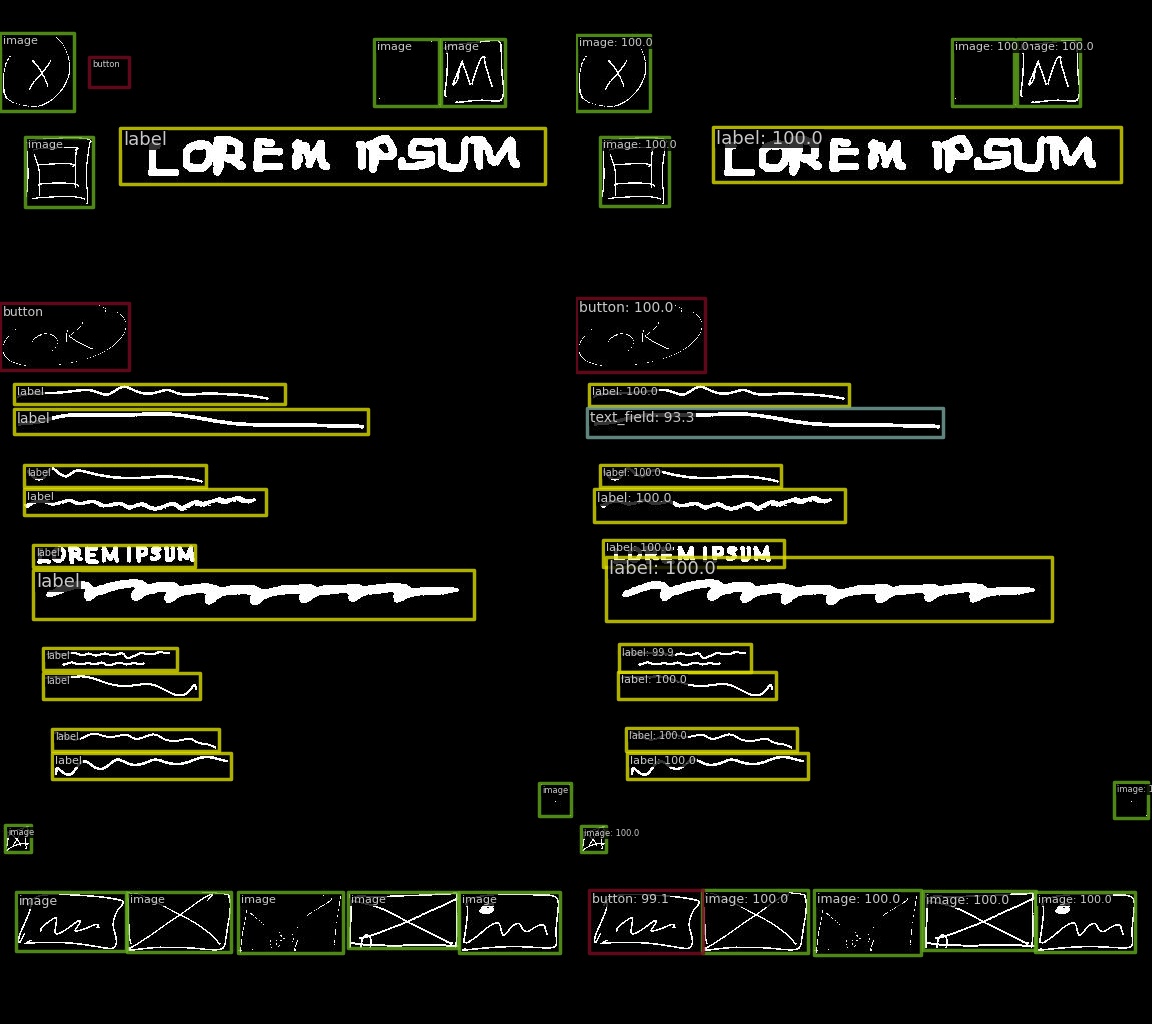 image image image image: 100.0 image: 100.0 image: 100.0
button
image label LOREM IPSUM image: 100.0 label: 100.0 LOREM IPSUM
button button: 100.0
OK OK
label label: 100.0
label text_field: 93.3
label label: 100.0
label label: 100.0
label LOREM IPSUM label: 100.0 LOREM IPSUM
label label: 100.0
label label: 99.9
label label: 100.0
label label: 100.0
label label: 100.0
image image: 1
image image: 100.0
image image image image image button: 99.1 image: 100.0 image: 100.0 image: 100.0 image: 100.0